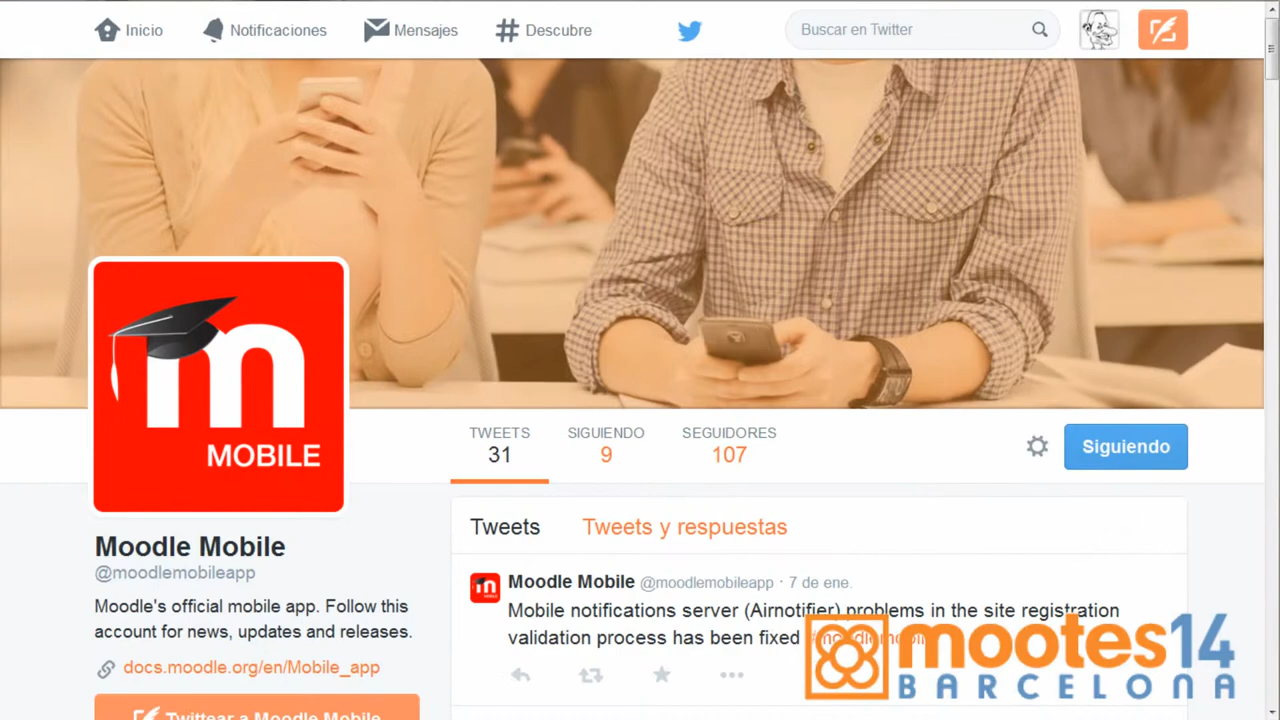 Inicio
Notificaciones
Mensajes
Descubre
Buscar en Twitter
m
MOBILE
TWEETS
31
SIGUIENDO
9
SEGUIDORES
107
Siguiendo
Moodle Mobile
@moodlemobileapp
Moodle's official mobile app. Follow this
account for news, updates and releases.
docs.moodle.org/en/Mobile_app
Twittear a Moodle Mobile
Tweets
Tweets y respuestas
m
Moodle Mobile @moodlemobileapp · 7 de ene.
Mobile notifications server (Airnotifier) problems in the site registration
validation process has been fixed
mootes14
BARCELONA